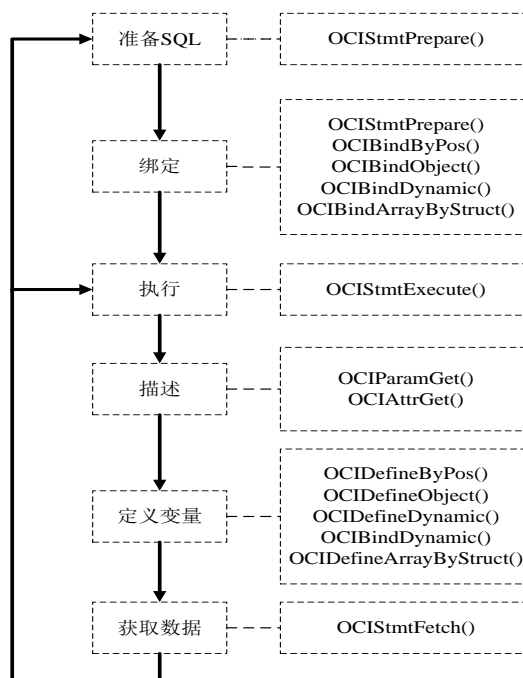 准备SQL
OCIStmtPrepare()
绑定
OCIStmtPrepare()
OCIBindByPos()
OCIBindObject()
OCIBindDynamic()
OCIBindArrayByStruct()
执行
OCIStmtExecute()
描述
OCIParamGet()
OCIAttrGet()
定义变量
OCIDefineByPos()
OCIDefineObject()
OCIDefineDynamic()
OCIBindDynamic()
OCIDefineArrayByStruct()
获取数据
OCIStmtFetch()